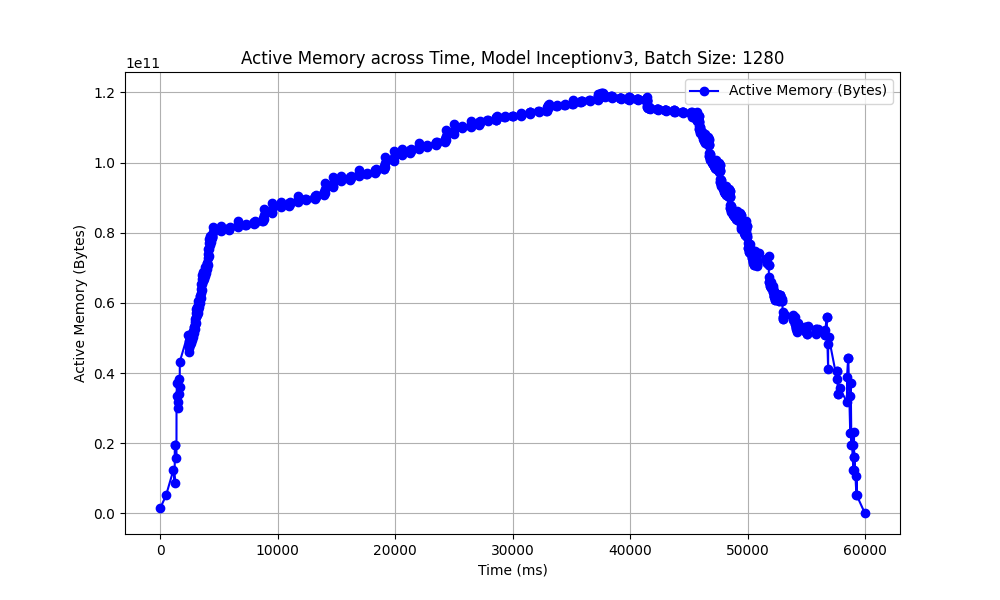 Active Memory across Time, Model Inceptionv3, Batch Size: 1280
1e11
Active Memory (Bytes)
1.2
1.0
0.8
0.6
0.4
0.2
0.0
Active Memory (Bytes)
0 10000 20000 30000 40000 50000 60000
Time (ms)